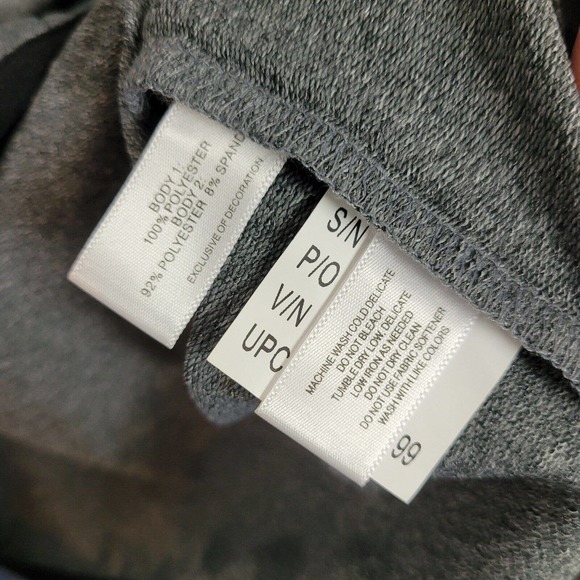 BODY 1:
100% POLYESTER
BODY 2:
92% POLYESTER 8% SPAND
EXCLUSIVE OF DECORATION
S/N
P/O
V/N
UPC
MACHINE WASH COLD, DELICATE
DO NOT BLEACH
TUMBLE DRY LOW, DELICATE
LOW IRON AS NEEDED
DO NOT DRY CLEAN
DO NOT USE FABRIC SOFTENER
WASH WITH LIKE COLORS